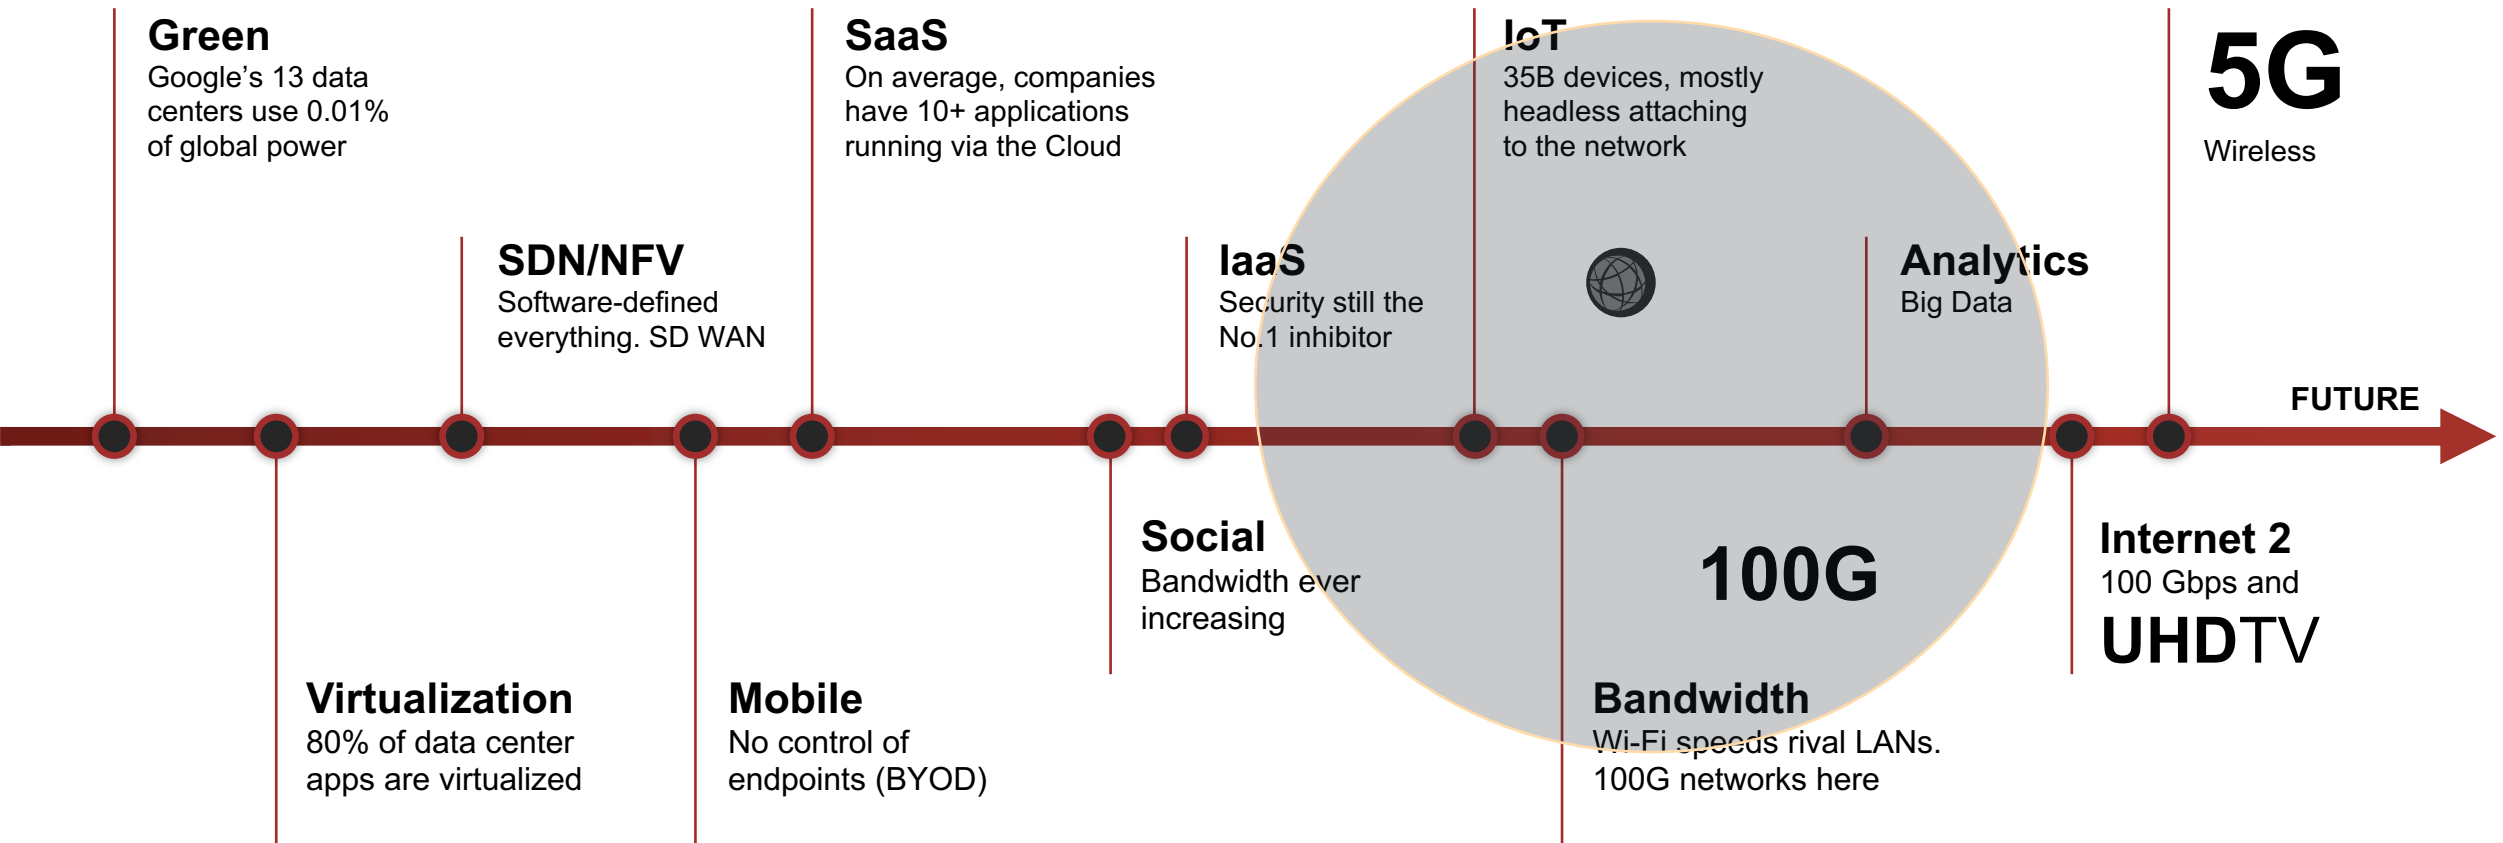 Green
Google's 13 data
centers use 0.01%
of global power
SaaS
On average, companies
have 10+ applications
running via the Cloud
IoT
35B devices, mostly
headless attaching
to the network
5G
Wireless
SDN/NFV
Software-defined
everything. SD WAN
IaaS
Security still the
No.1 inhibitor
Analytics
Big Data
FUTURE
Virtualization
80% of data center
apps are virtualized
Mobile
No control of
endpoints (BYOD)
Social
Bandwidth ever
increasing
100G
Bandwidth
Wi-Fi speeds rival LANs.
100G networks here
Internet 2
100 Gbps and
UHDTV